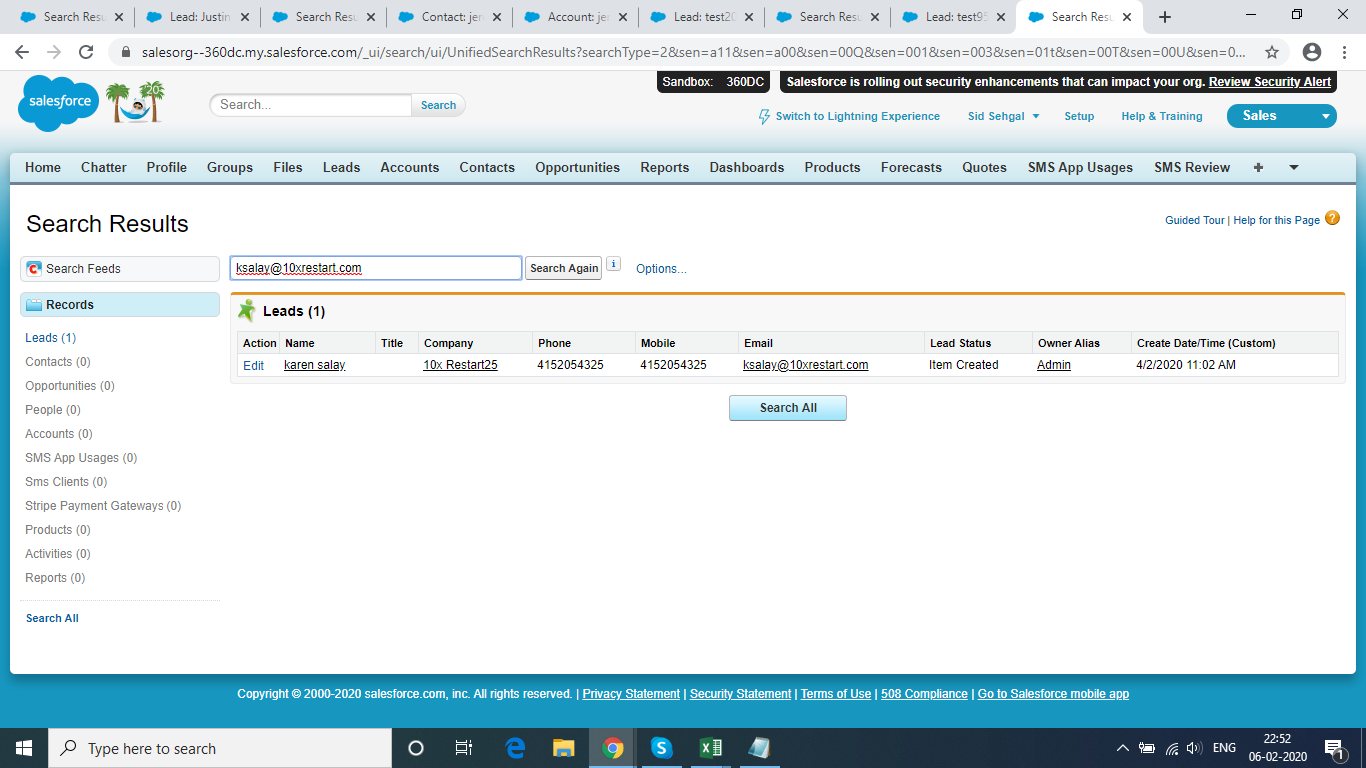 Search Resu
Lead: Justin
Search Resu
Contact: jer
Account: jer
Lead: test20
Search Resu
Lead: test95
Search Resu
salesorg--360dc.my.salesforce.com/_ui/search/ui/UnifiedSearchResults?searchType=2&sen=a11&sen=a00&sen=00Q&sen=001&sen=003&sen=01t&sen=00T&sen=00U&sen=0...
salesforce
Search...
Search
Sandbox: 360DC
Salesforce is rolling out security enhancements that can impact your org. Review Security Alert
Switch to Lightning Experience
Sid Sehgal
Setup
Help & Training
Sales
Home Chatter Profile Groups Files Leads Accounts Contacts Opportunities Reports Dashboards Products Forecasts Quotes SMS App Usages SMS Review +
Search Results
Guided Tour | Help for this Page ?
Search Feeds
Records
Leads (1)
Contacts (0)
Opportunities (0)
People (0)
Accounts (0)
SMS App Usages (0)
Sms Clients (0)
Stripe Payment Gateways (0)
Products (0)
Activities (0)
Reports (0)
Search All
ksalay@10xrestart.com
Search Again
i
Options...
Leads (1)
Action Name Title Company Phone Mobile Email Lead Status Owner Alias Create Date/Time (Custom)
Edit karen salay 10x Restart25 4152054325 4152054325 ksalay@10xrestart.com Item Created Admin 4/2/2020 11:02 AM
Search All
Copyright © 2000-2020 salesforce.com, inc. All rights reserved. | Privacy Statement | Security Statement | Terms of Use | 508 Compliance | Go to Salesforce mobile app
Type here to search
ENG
22:52
06-02-2020
1